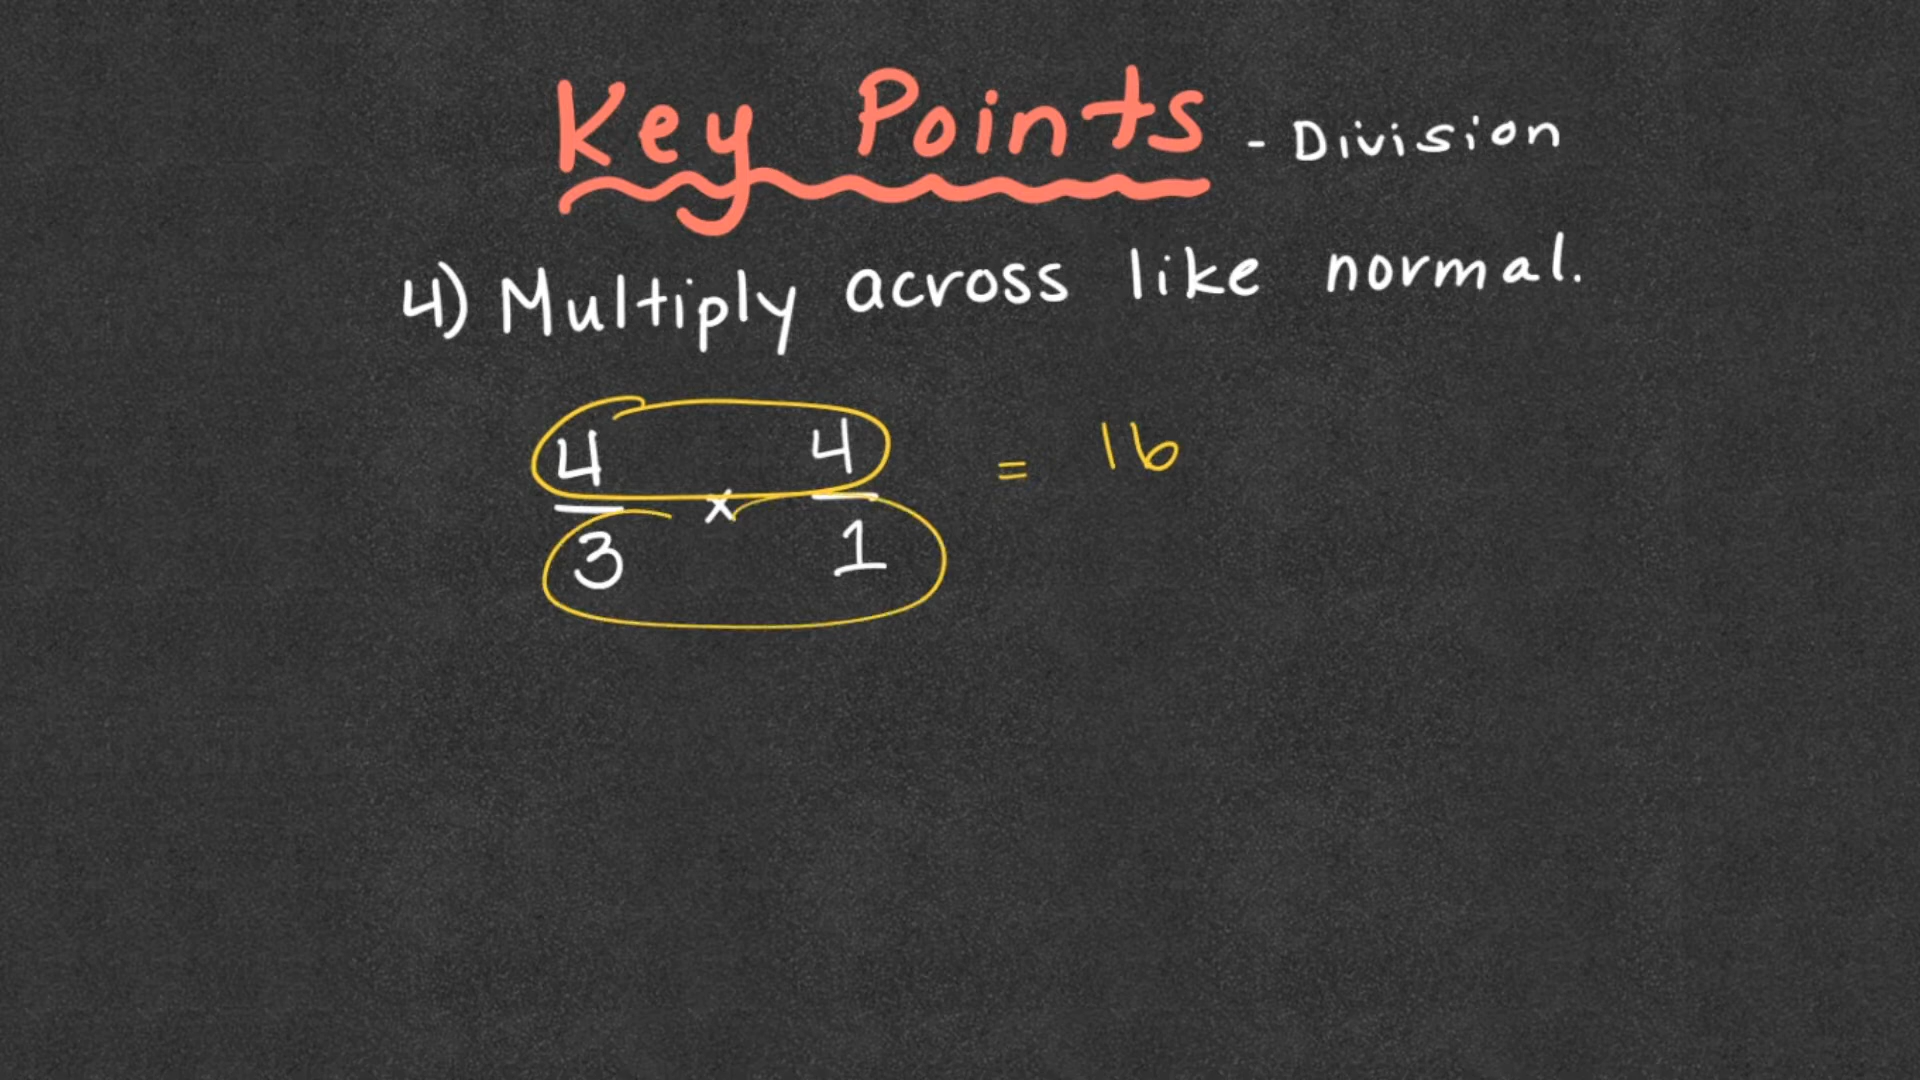 Key Points - Division
4) Multiply across like normal.
4 4 = 16
x
3 1